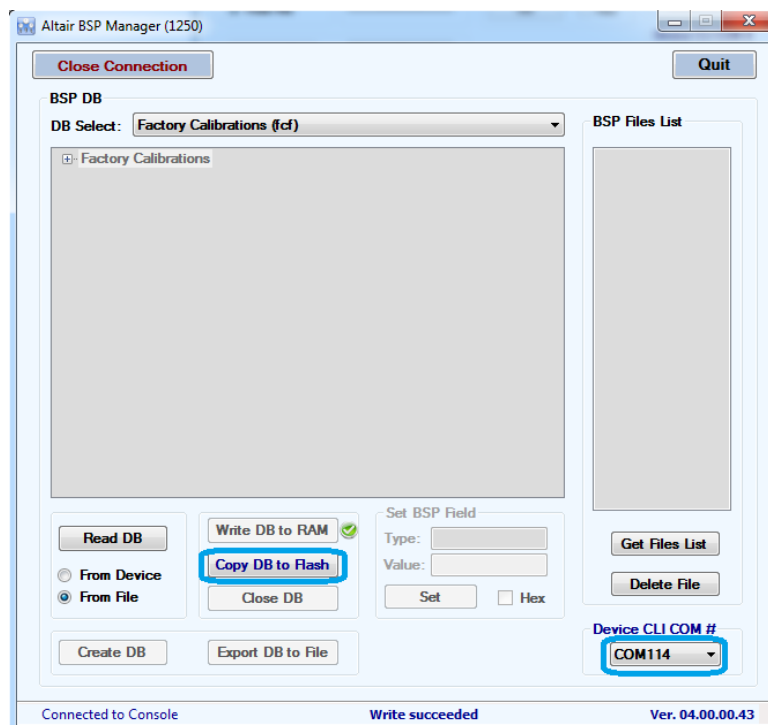 Altair BSP Manager (1250)
Close Connection
Quit
BSP DB
DB Select: Factory Calibrations (fcf)
Factory Calibrations
BSP Files List
Read DB
From Device
From File
Write DB to RAM
Copy DB to Flash
Close DB
Set BSP Field
Type:
Value:
Set
Hex
Get Files List
Delete File
Create DB
Export DB to File
Device CLI COM #
COM114
Connected to Console
Write succeeded
Ver. 04.00.00.43